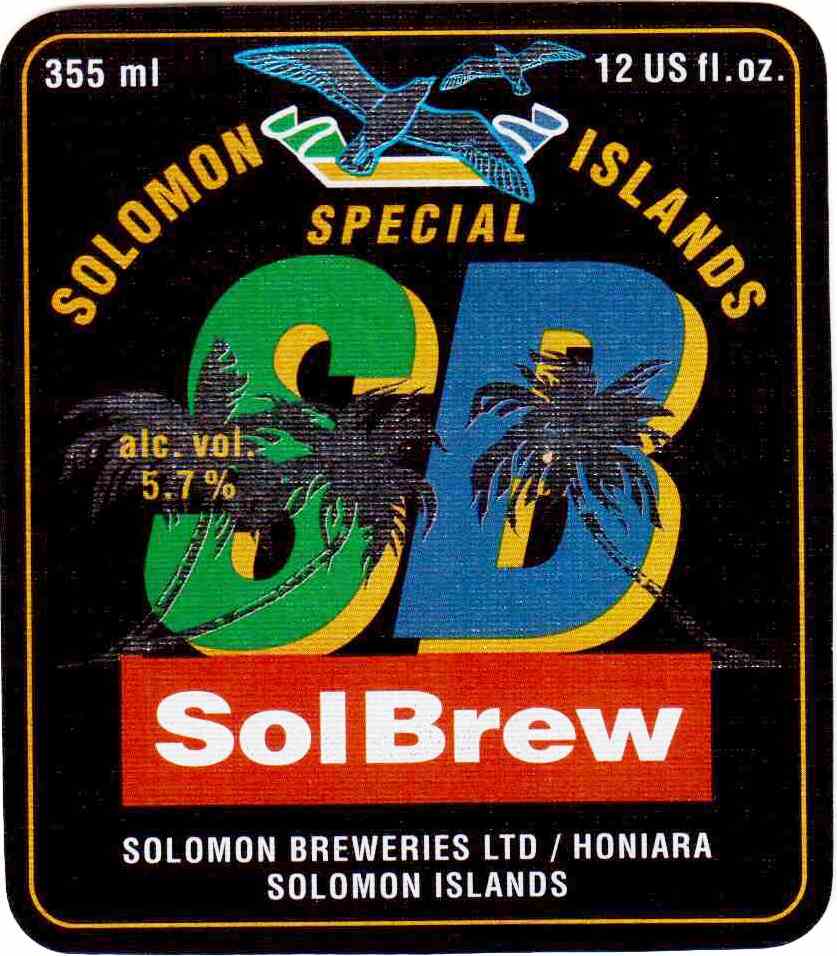 355 ml
12 US fl.oz.
SOLOMON ISLANDS
SPECIAL
SB
alc. vol.
5.7%
SolBrew
SOLOMON BREWERIES LTD / HONIARA
SOLOMON ISLANDS